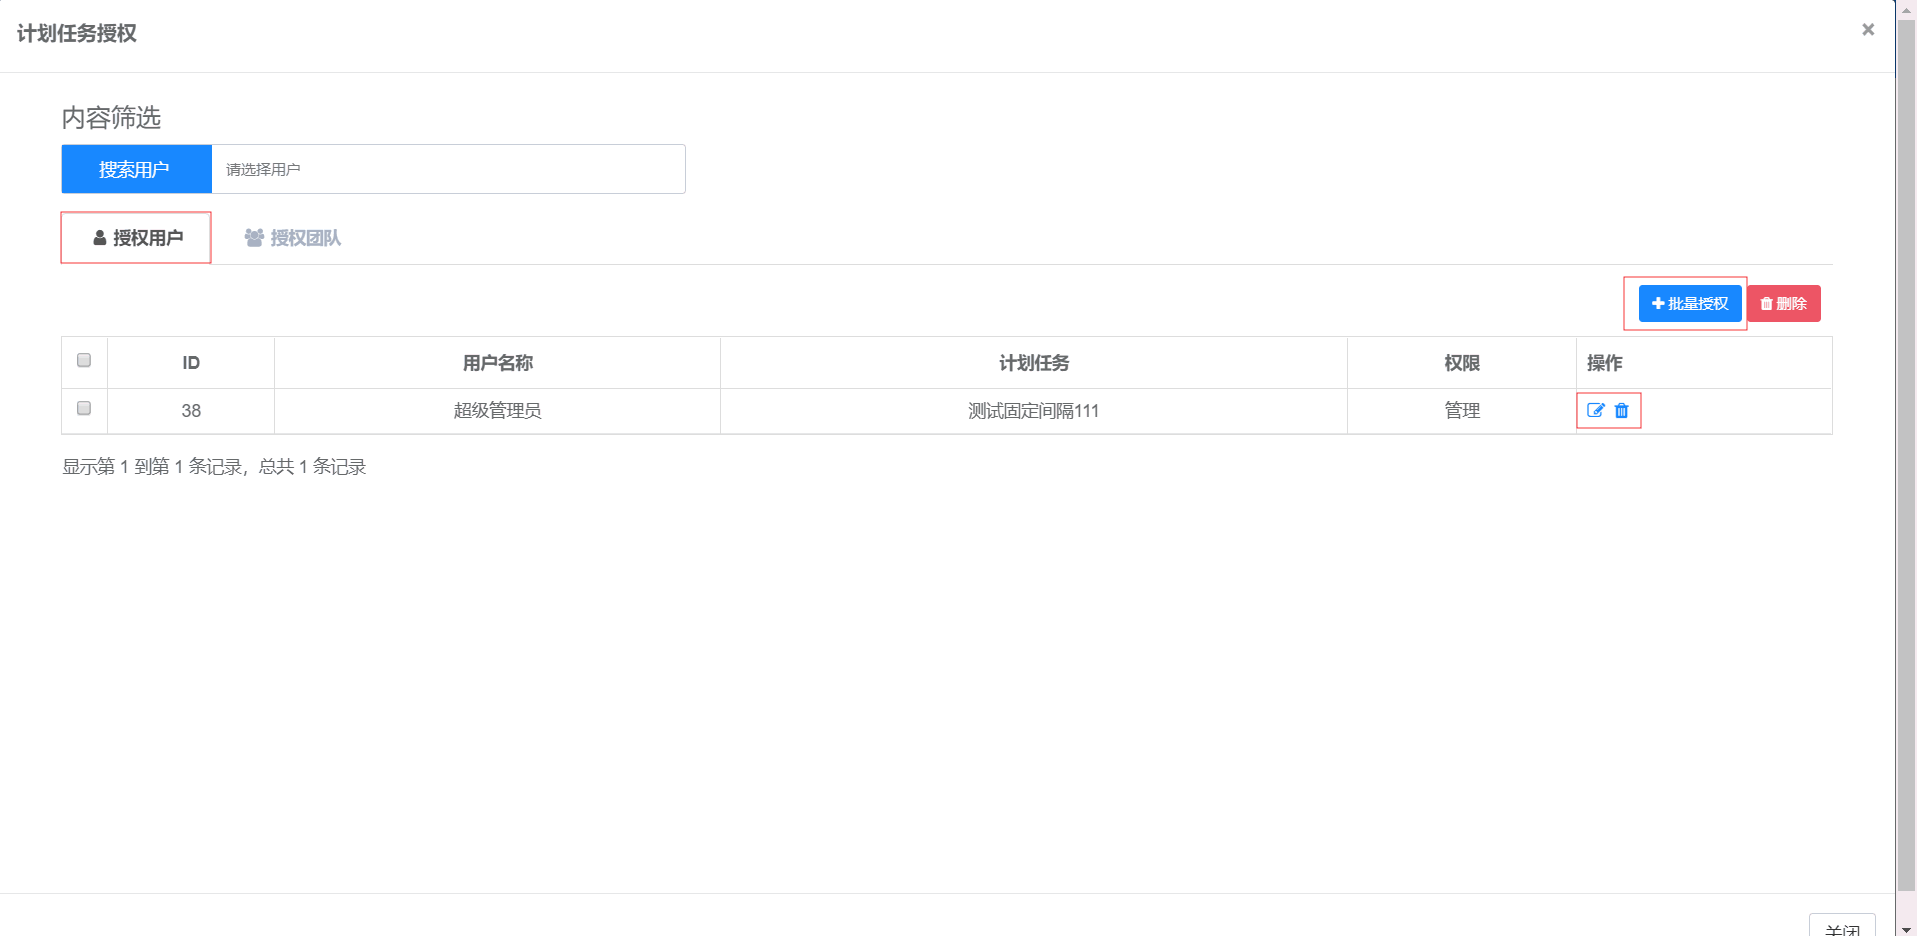 计划任务授权
×
内容筛选
搜索用户 请选择用户
授权用户 授权团队
批量授权 删除
ID 用户名称 计划任务 权限 操作
38 超级管理员 测试固定间隔111 管理
显示第 1 到第 1 条记录，总共 1 条记录
关闭